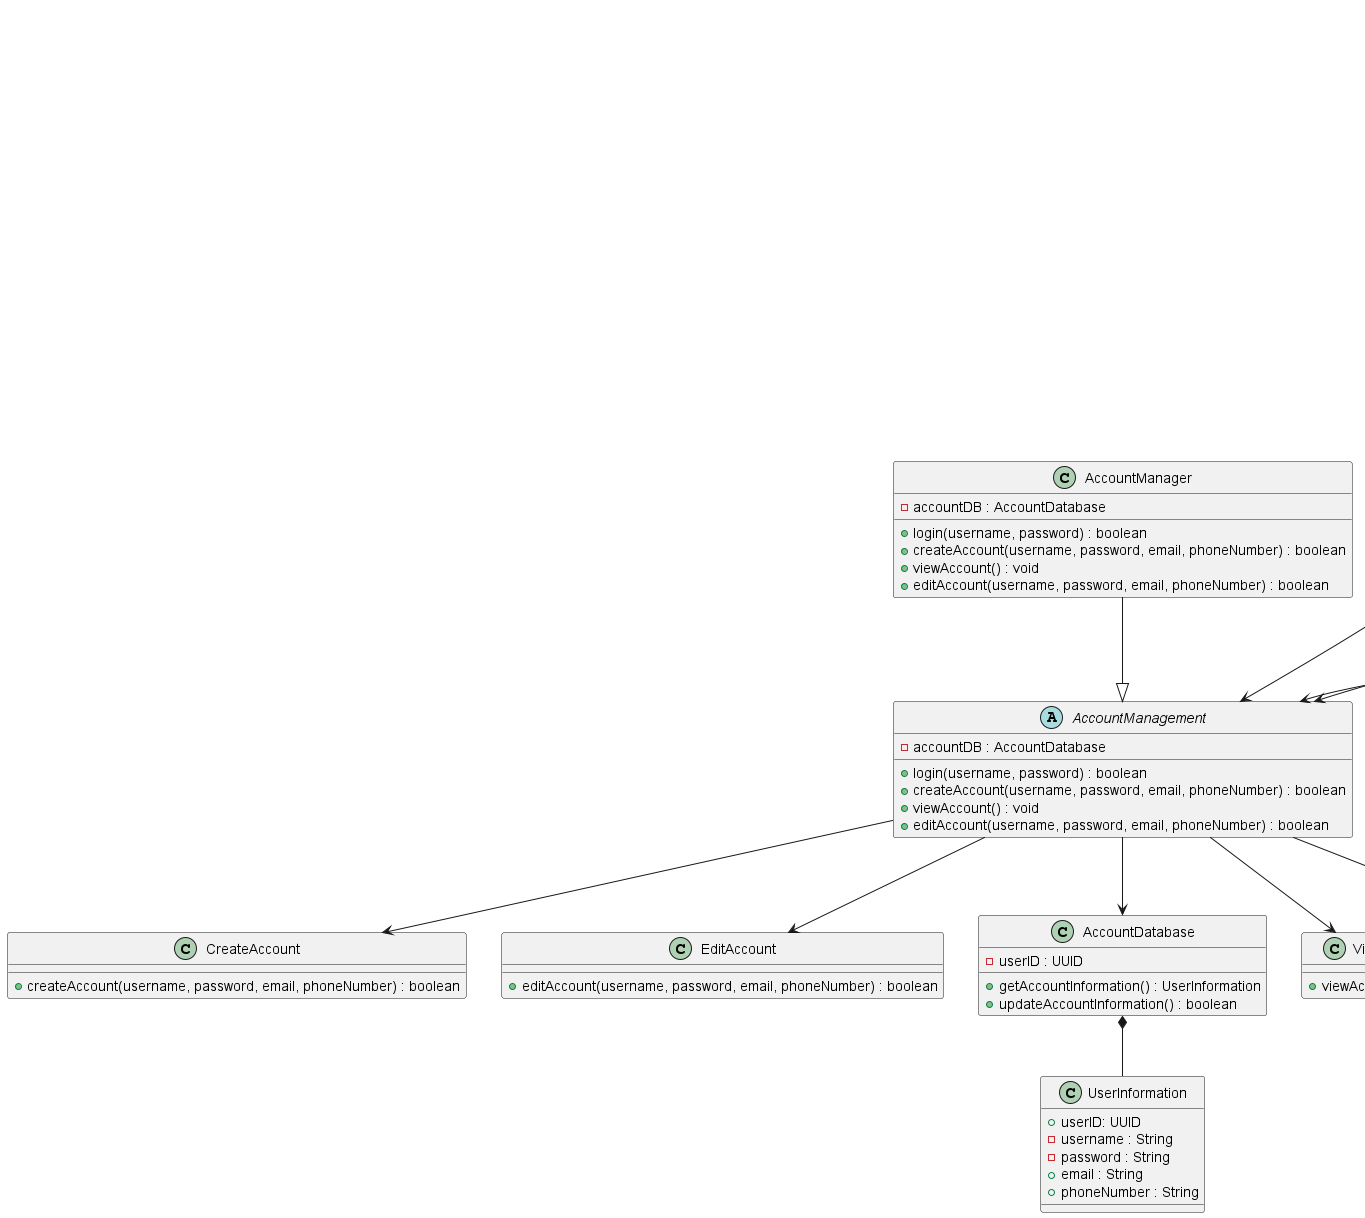 C AccountManager
accountDB : AccountDatabase
login(username, password) : boolean
createAccount(username, password, email, phoneNumber) : boolean
viewAccount() : void
editAccount(username, password, email, phoneNumber) : boolean
A AccountManagement
accountDB : AccountDatabase
login(username, password) : boolean
createAccount(username, password, email, phoneNumber) : boolean
viewAccount() : void
editAccount(username, password, email, phoneNumber) : boolean
C CreateAccount
createAccount(username, password, email, phoneNumber) : boolean
C EditAccount
editAccount(username, password, email, phoneNumber) : boolean
C AccountDatabase
userID : UUID
getAccountInformation() : UserInformation
updateAccountInformation() : boolean
C Vi
viewAc
C UserInformation
userID: UUID
username : String
password : String
email : String
phoneNumber : String